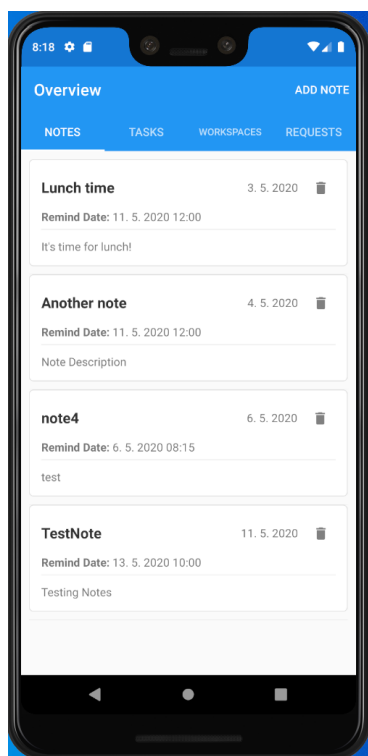 8:18
Overview ADD NOTE
NOTES TASKS WORKSPACES REQUESTS
Lunch time 3. 5. 2020
Remind Date: 11. 5. 2020 12:00
It's time for lunch!
Another note 4. 5. 2020
Remind Date: 11. 5. 2020 12:00
Note Description
note4 6. 5. 2020
Remind Date: 6. 5. 2020 08:15
test
TestNote 11. 5. 2020
Remind Date: 13. 5. 2020 10:00
Testing Notes